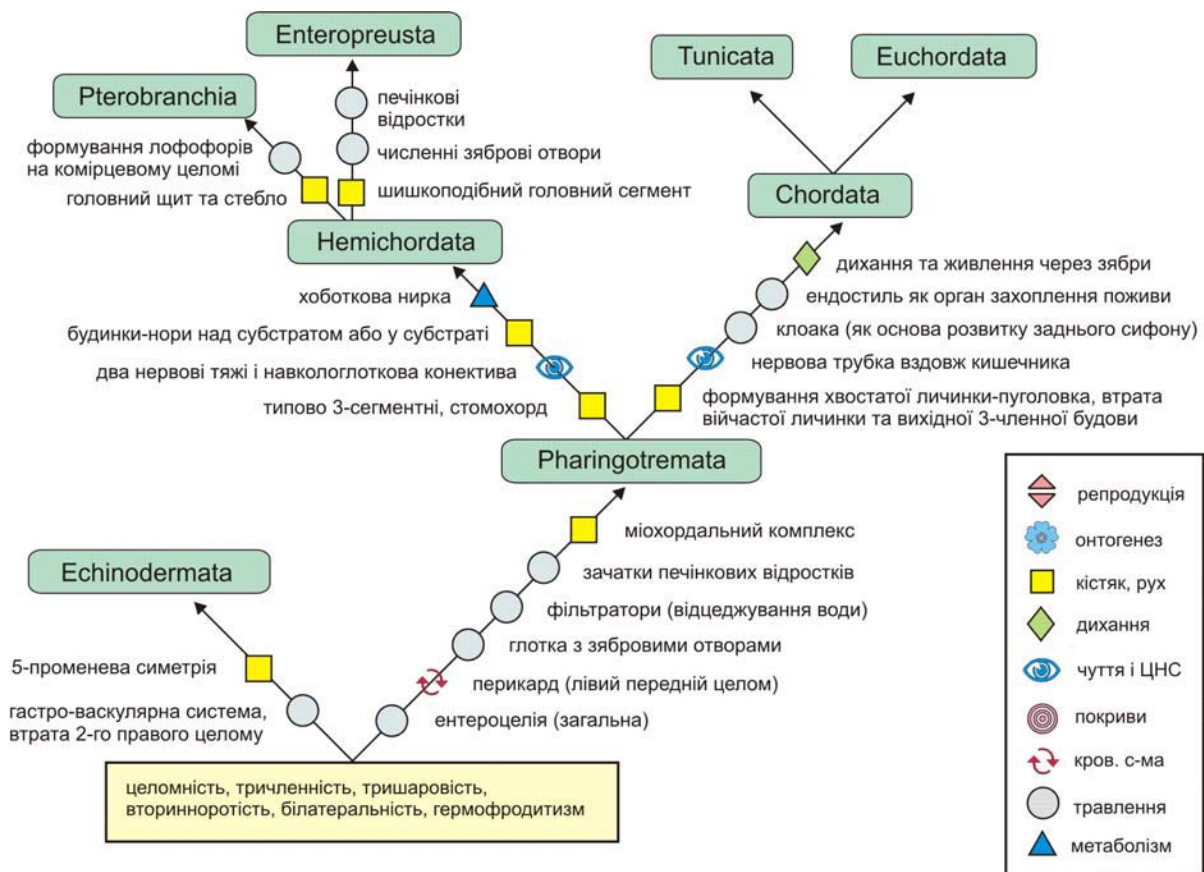 Enteropreusta
Tunicata
Euchordata
Pterobranchia
печінкові
відростки
формування лофофорів
на комірцевому целомі
численні зяброві отвори
головний щит та стебло
шишкоподібний головний сегмент
Chordata
Hemichordata
дихання та живлення через зябри
хоботкова нирка
ендостиль як орган захоплення поживи
будинки-нори над субстратом або у субстраті
клоака (як основа розвитку заднього сифону)
два нервові тяжі і навкологлоткова конектива
нервова трубка вздовж кишечника
типово 3-сегментні, стомохорд
формування хвостатої личинки-пуголовка, втрата
війчастої личинки та вихідної 3-членної будови
Pharingotremata
міохордальний комплекс
Echinodermata
зачатки печінкових відростків
фільтратори (відцеджування води)
глотка з зябровими отворами
5-променева симетрія
перикард (лівий передній целом)
гастро-васкулярна система,
втрата 2-го правого целому
ентероцелія (загальна)
целомність, тричленність, тришаровість,
вторинноротість, білатеральність, гермофродитизм
репродукція
онтогенез
кістяк, рух
дихання
чуття і ЦНС
покриви
кров. с-ма
травлення
метаболізм